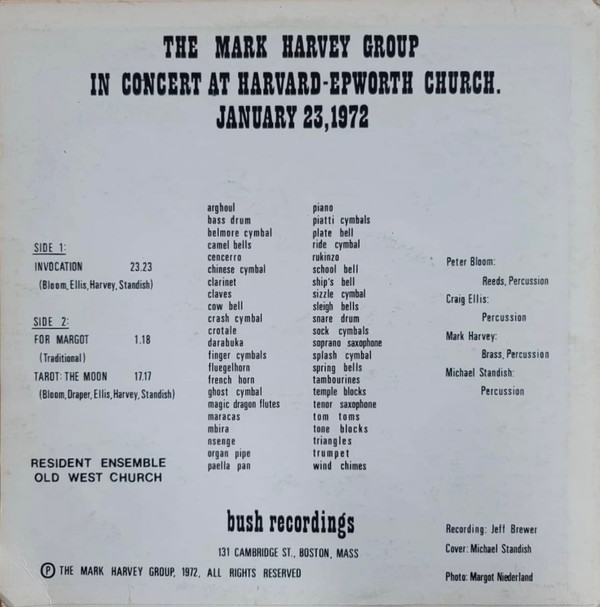 THE MARK HARVEY GROUP
IN CONCERT AT HARVARD-EPWORTH CHURCH.
JANUARY 23,1972
SIDE 1:
INVOCATION 23.23
(Bloom, Ellis, Harvey, Standish)
SIDE 2:
FOR MARGOT 1.18
(Traditional)
TAROT: THE MOON 17.17
(Bloom, Draper, Ellis, Harvey, Standish)
RESIDENT ENSEMBLE
OLD WEST CHURCH
arghoul
bass drum
belmore cymbal
camel bells
cencerro
chinese cymbal
clarinet
claves
cow bell
crash cymbal
crotale
darabuka
finger cymbals
fluegelhorn
french horn
ghost cymbal
magic dragon flutes
maracas
mbira
nsenge
organ pipe
paella pan
piano
piatti cymbals
plate bell
ride cymbal
rukinzo
school bell
ship's bell
sizzle cymbal
sleigh bells
snare drum
sock cymbals
soprano saxophone
splash cymbal
spring bells
tambourines
temple blocks
tenor saxophone
tom toms
tone blocks
triangles
trumpet
wind chimes
Peter Bloom:
Reeds, Percussion
Craig Ellis:
Percussion
Mark Harvey:
Brass, Percussion
Michael Standish:
Percussion
bush recordings
131 CAMBRIDGE ST., BOSTON, MASS
Ⓟ THE MARK HARVEY GROUP, 1972, ALL RIGHTS RESERVED
Recording: Jeff Brewer
Cover: Michael Standish
Photo: Margot Niederland